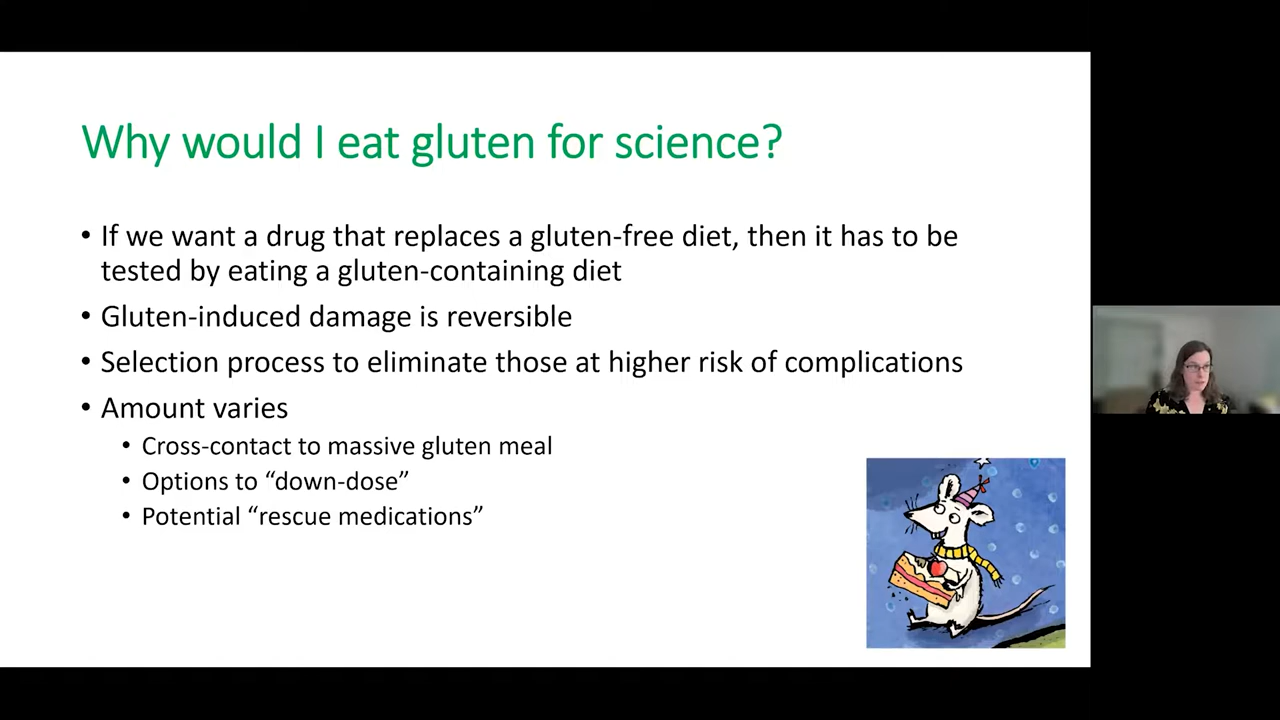 Why would I eat gluten for science?
• If we want a drug that replaces a gluten-free diet, then it has to be
tested by eating a gluten-containing diet
• Gluten-induced damage is reversible
• Selection process to eliminate those at higher risk of complications
• Amount varies
• Cross-contact to massive gluten meal
• Options to “down-dose”
• Potential “rescue medications”